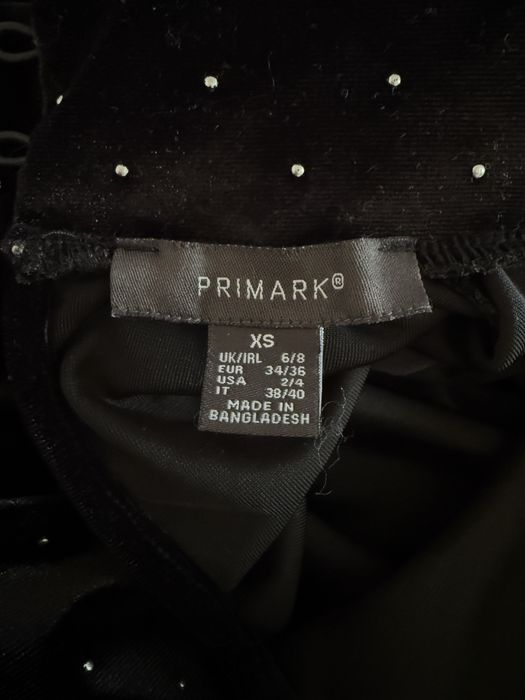 PRIMARK®
XS
UK/IRL 6/8
EUR 34/36
USA 2/4
IT 38/40
MADE IN
BANGLADESH